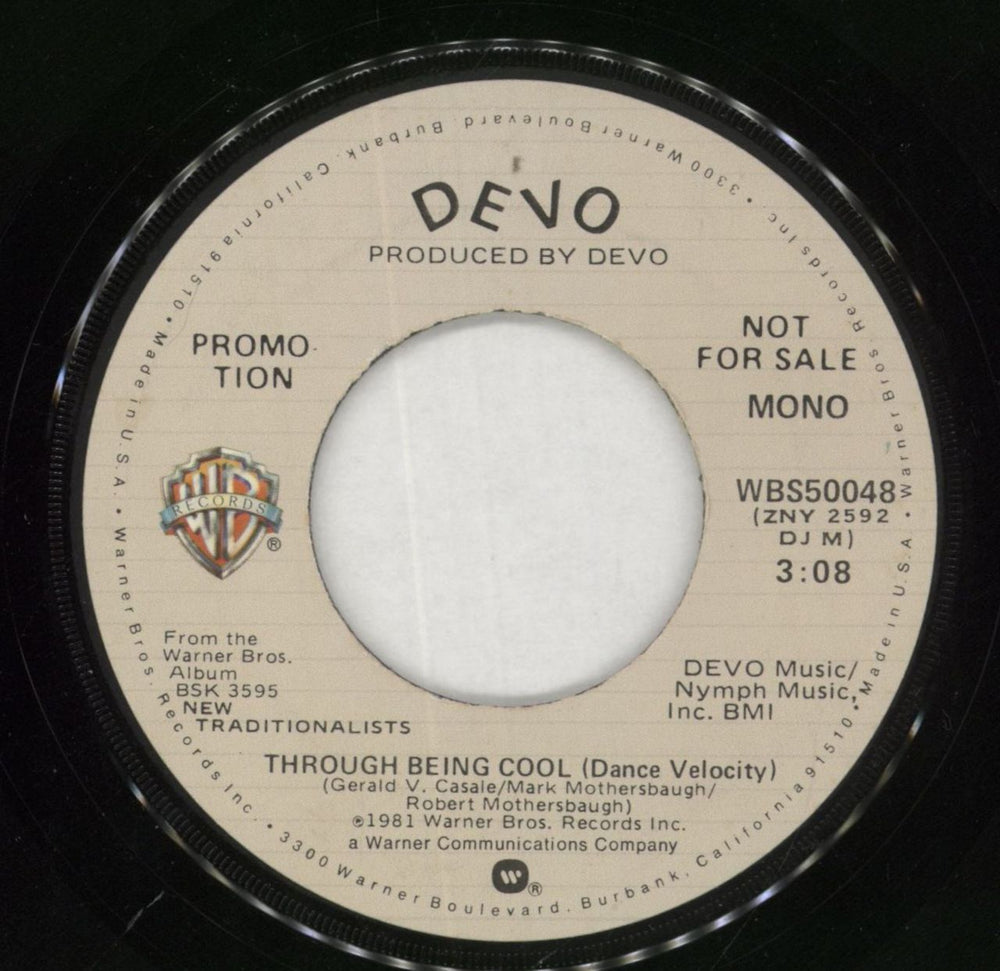 DEVO
PRODUCED BY DEVO
PROMO-
TION
NOT
FOR SALE
MONO
WB
RECORDS
®
WBS50048
(ZNY 2592
DJ M)
3:08
From the
Warner Bros.
Album
BSK 3595
NEW
TRADITIONALISTS
DEVO Music/
Nymph Music,
Inc. BMI
THROUGH BEING COOL (Dance Velocity)
(Gerald V. Casale/Mark Mothersbaugh/
Robert Mothersbaugh)
℗1981 Warner Bros. Records Inc.
a Warner Communications Company
W®
Warner Bros. Records Inc. • 3300 Warner Boulevard. Burbank. California 91510 • Made in U.S.A. • Warner Bros. Records Inc. • 3300 Warner Boulevard. Burbank. California 91510 • Made in U.S.A. •